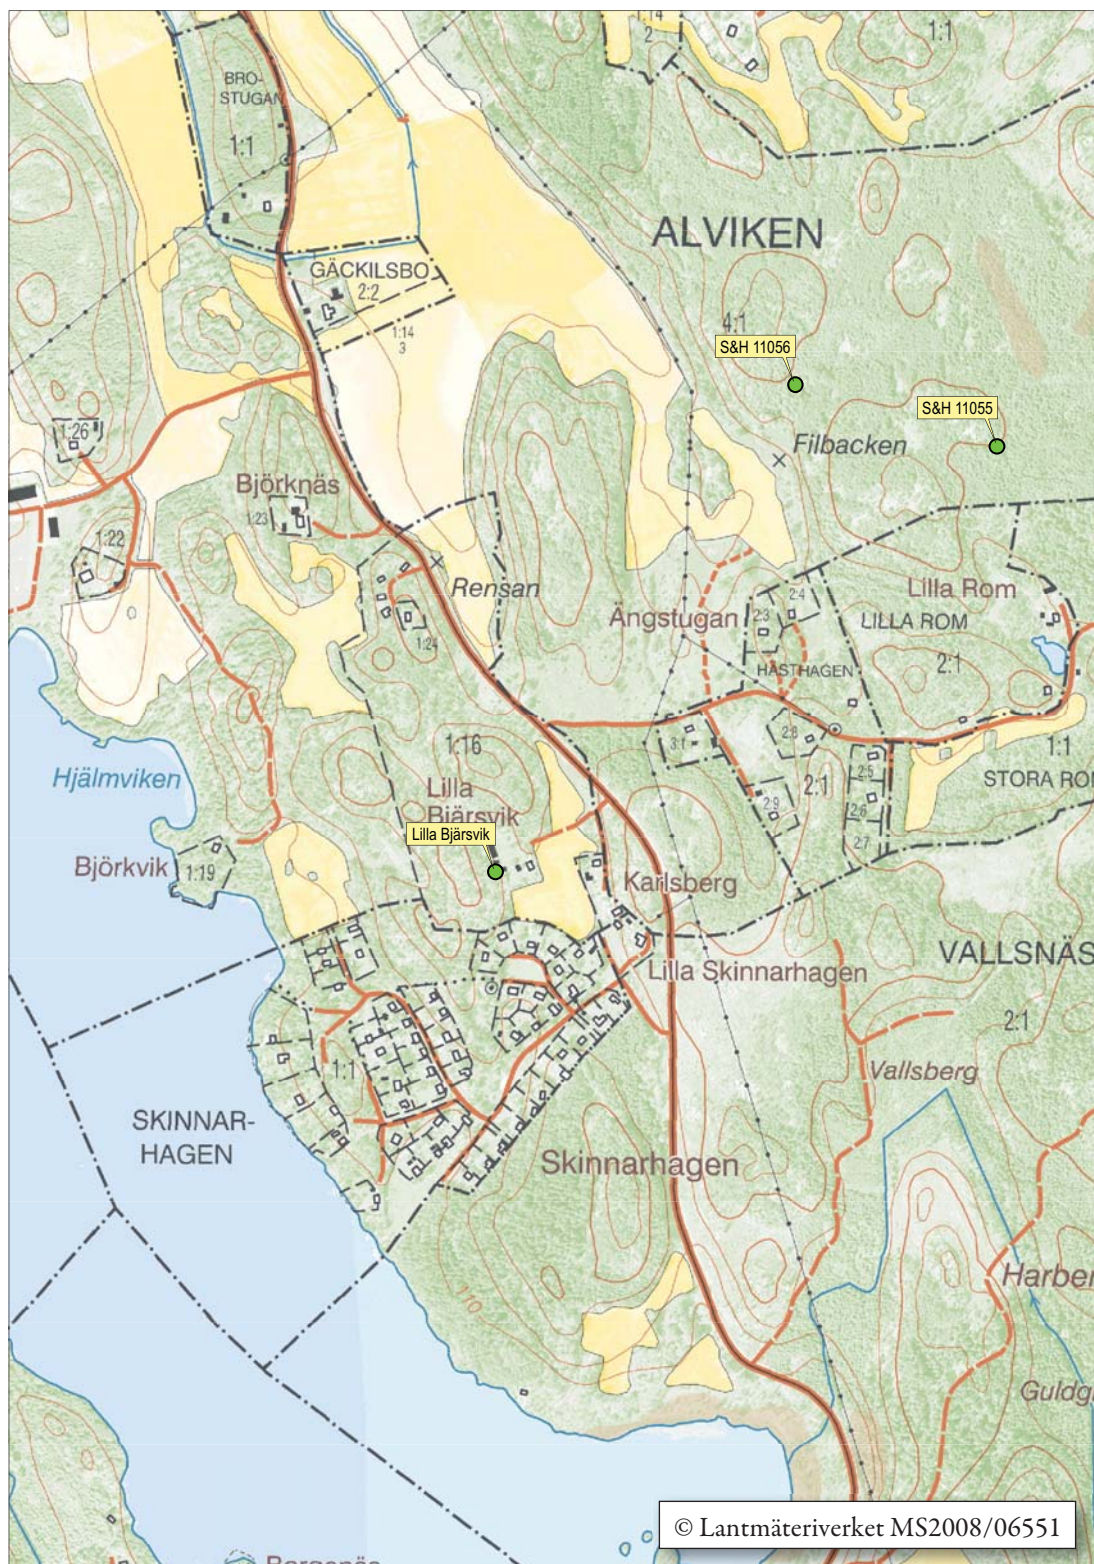 1:14
2
1:1
BRO-
STUGAN
1:1
ALVIKEN
GÄCKILSBO
2:2
1:14
3
4:1
S&H 11056
S&H 11055
1:26
Filbacken
Björknäs
1:23
1:22
Rensan
Lilla Rom
2:4
2:3
Ängstugan
LILLA ROM
1:24
2:1
HÄSTHAGEN
1:16
3:1
2:8
1:1
Hjälmviken
2:5
STORA ROM
Lilla
Bjärsvik
2:1
2:9
2:6
Lilla Bjärsvik
2:7
Björkvik
1:19
Karlsberg
VALLSNÄS
Lilla Skinnarhagen
2:1
1:1
Vallsberg
SKINNAR-
HAGEN
Skinnarhagen
110
Harber
Guldg
© Lantmäteriverket MS2008/06551